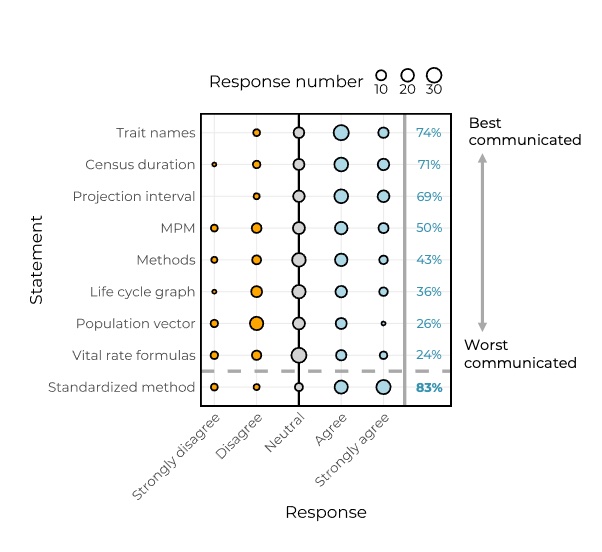 Response number
10 20 30
Best
communicated
Trait names 74%
Census duration 71%
Projection interval 69%
MPM 50%
Methods 43%
Life cycle graph 36%
Population vector 26%
Vital rate formulas 24%
Standardized method 83%
Worst
communicated
Statement
Strongly disagree
Disagree
Neutral
Agree
Strongly agree
Response